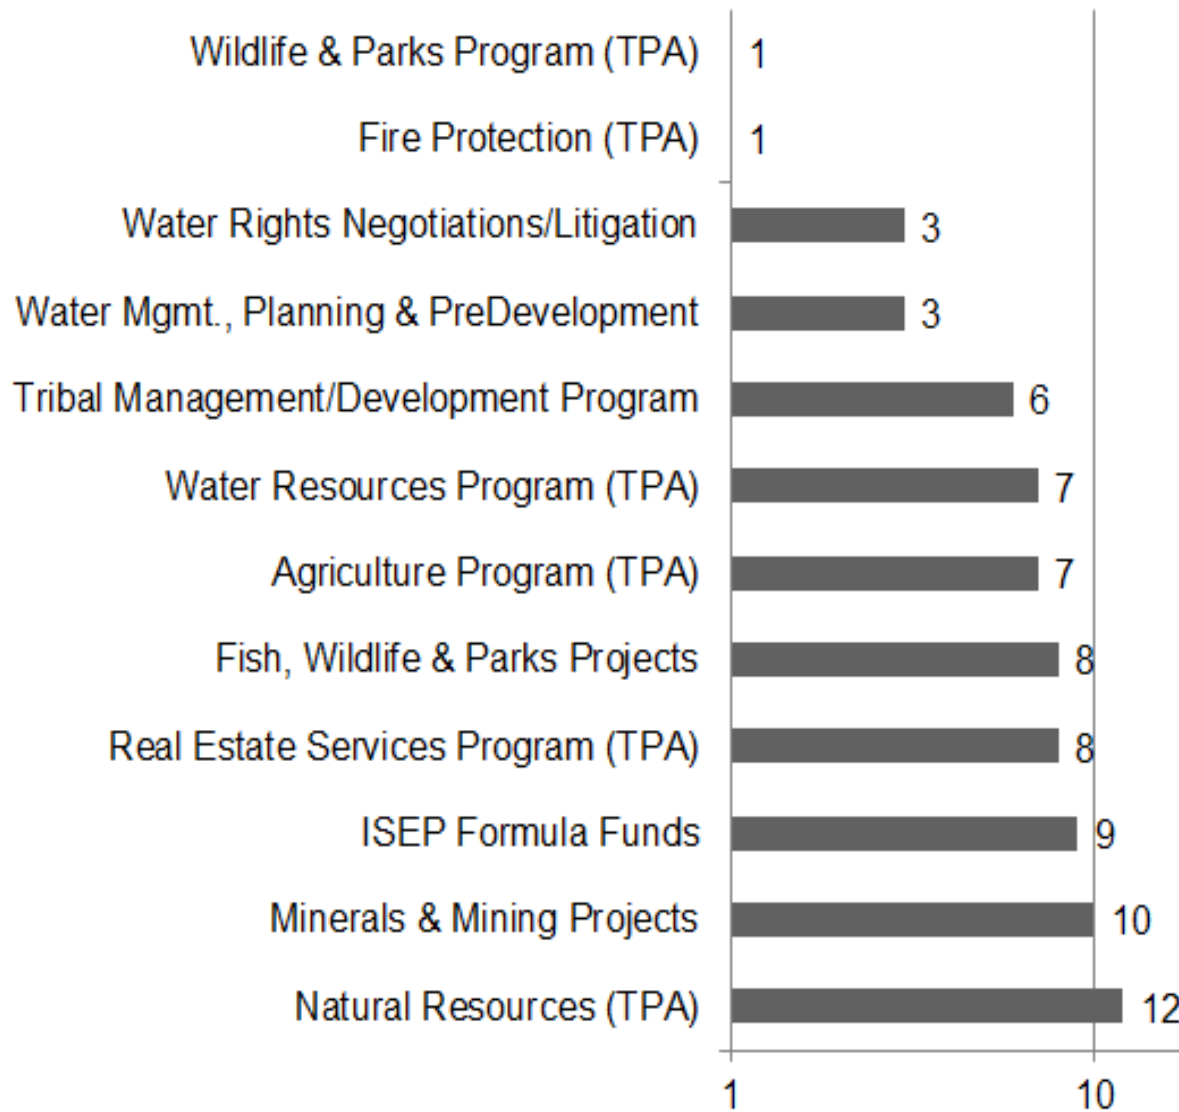 Wildlife & Parks Program (TPA) 1
Fire Protection (TPA) 1
Water Rights Negotiations/Litigation 3
Water Mgmt., Planning & PreDevelopment 3
Tribal Management/Development Program 6
Water Resources Program (TPA) 7
Agriculture Program (TPA) 7
Fish, Wildlife & Parks Projects 8
Real Estate Services Program (TPA) 8
ISEP Formula Funds 9
Minerals & Mining Projects 10
Natural Resources (TPA) 12
1 10